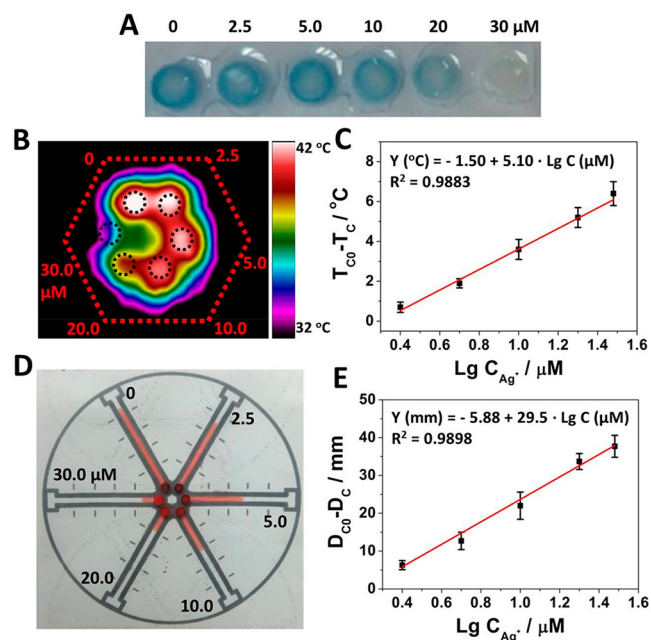 A
0 2.5 5.0 10 20 30 μM
B
0 2.5
5.0
10.0
20.0
30.0
μM
42 °C
32 °C
C
Y (°C) = - 1.50 + 5.10 · Lg C (μM)
R² = 0.9883
T_C0-T_C / °C
8
6
4
2
0
0.4 0.6 0.8 1.0 1.2 1.4 1.6
Lg C_Ag⁺ / μM
D
0
2.5
30.0 μM
5.0
20.0
10.0
E
Y (mm) = - 5.88 + 29.5 · Lg C (μM)
R² = 0.9898
D_C0-D_C / mm
50
40
30
20
10
0
0.4 0.6 0.8 1.0 1.2 1.4 1.6
Lg C_Ag⁺ / μM